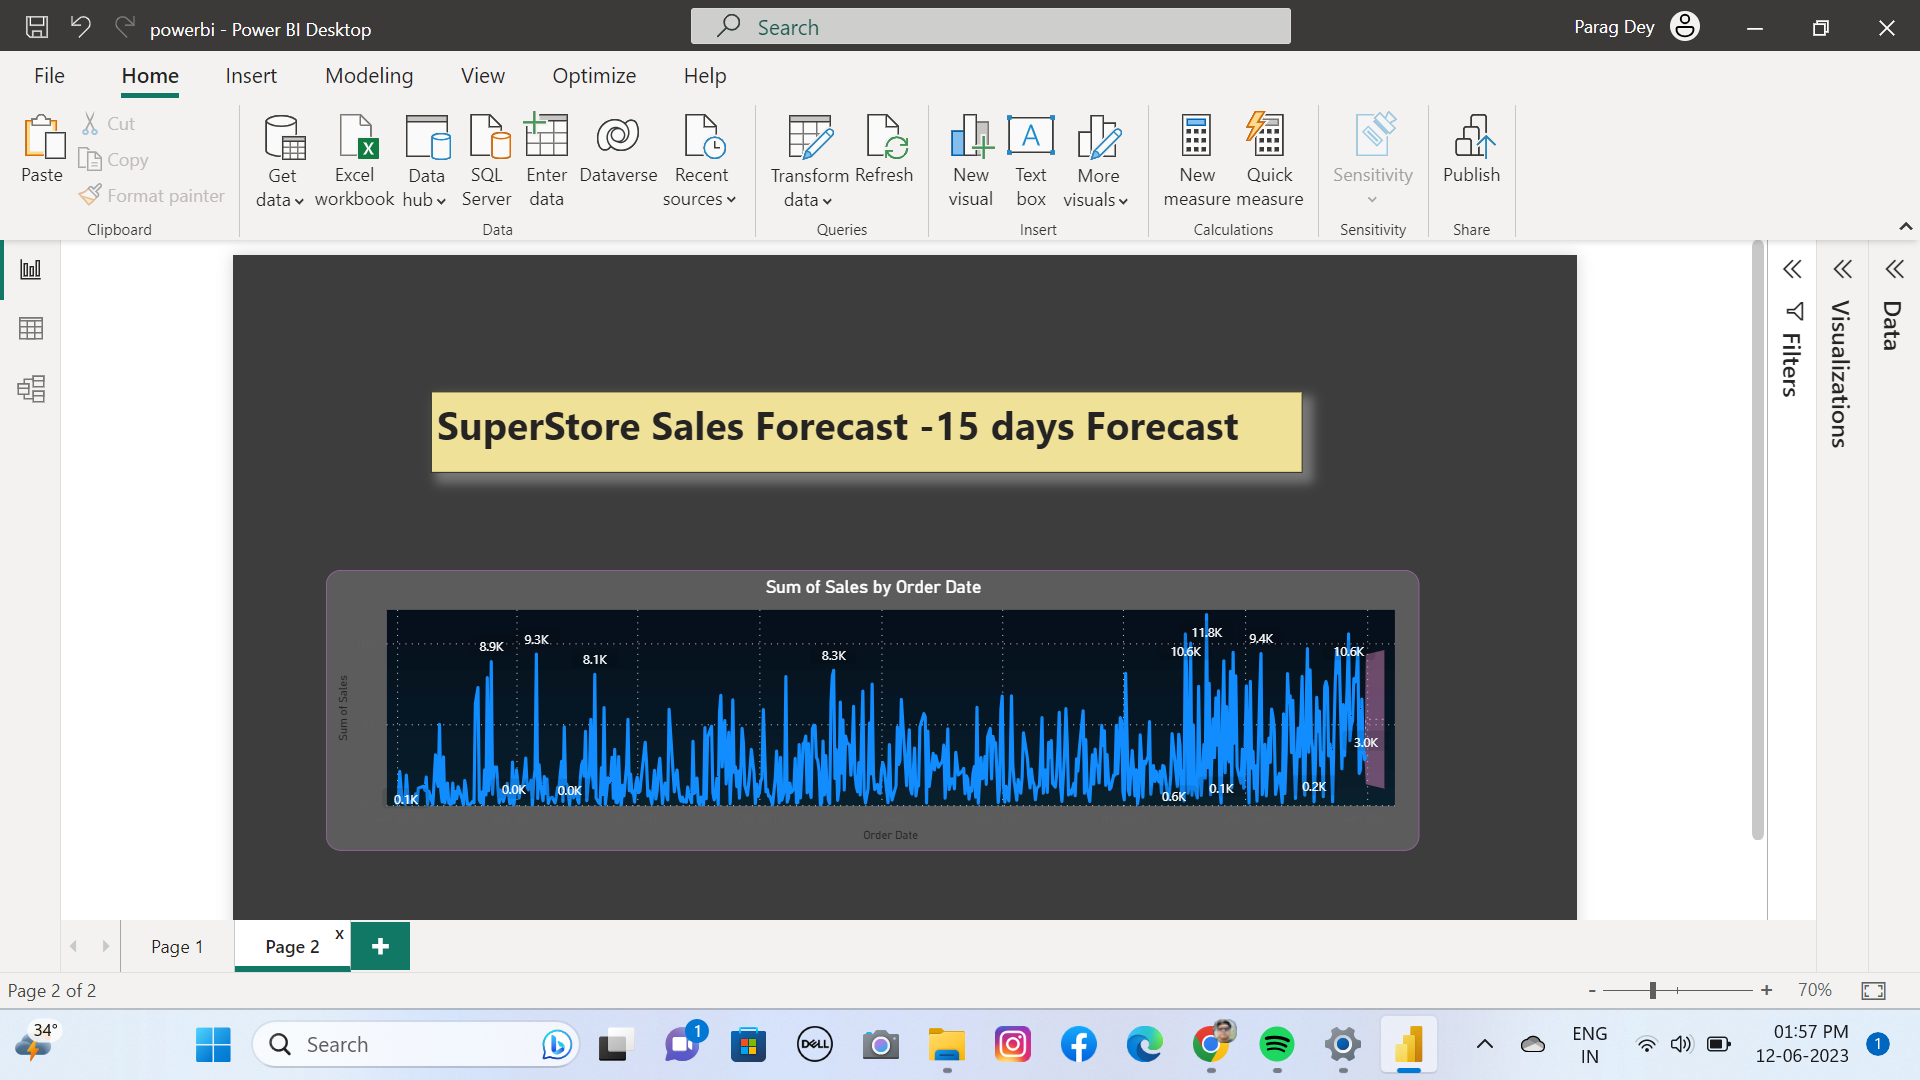 powerbi - Power BI Desktop
Search
Parag Dey
File Home Insert Modeling View Optimize Help
Paste
Cut
Copy
Format painter
Clipboard
Get data
Excel workbook
Data hub
SQL Server
Enter data
Dataverse
Recent sources
Data
Transform data
Refresh
Queries
New visual
Text box
More visuals
Insert
New measure
Quick measure
Calculations
Sensitivity
Sensitivity
Publish
Share
SuperStore Sales Forecast -15 days Forecast
Sum of Sales by Order Date
Sum of Sales
8.9K
9.3K
8.1K
8.3K
10.6K
11.8K
9.4K
10.6K
3.0K
0.1K
0.0K
0.0K
0.6K
0.1K
0.2K
Order Date
Filters
Visualizations
Data
Page 1
Page 2
x
+
Page 2 of 2
- + 70%
34°
Search
1
DELL
ENG
IN
01:57 PM
12-06-2023
1